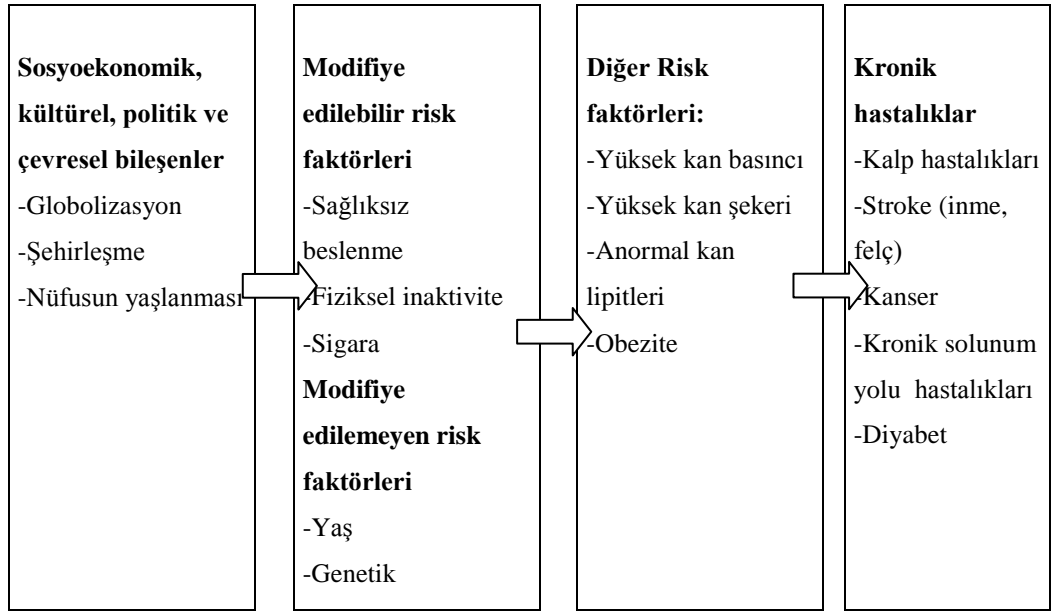 Sosyoekonomik,
kültürel, politik ve
çevresel bileşenler
-Globolizasyon
-Şehirleşme
-Nüfusun yaşlanması
Modifiye
edilebilir risk
faktörleri
-Sağlıksız
beslenme
-Fiziksel inaktivite
-Sigara
Modifiye
edilemeyen risk
faktörleri
-Yaş
-Genetik
Diğer Risk
faktörleri:
-Yüksek kan basıncı
-Yüksek kan şekeri
-Anormal kan
lipitleri
-Obezite
Kronik
hastalıklar
-Kalp hastalıkları
-Stroke (inme,
felç)
-Kanser
-Kronik solunum
yolu hastalıkları
-Diyabet